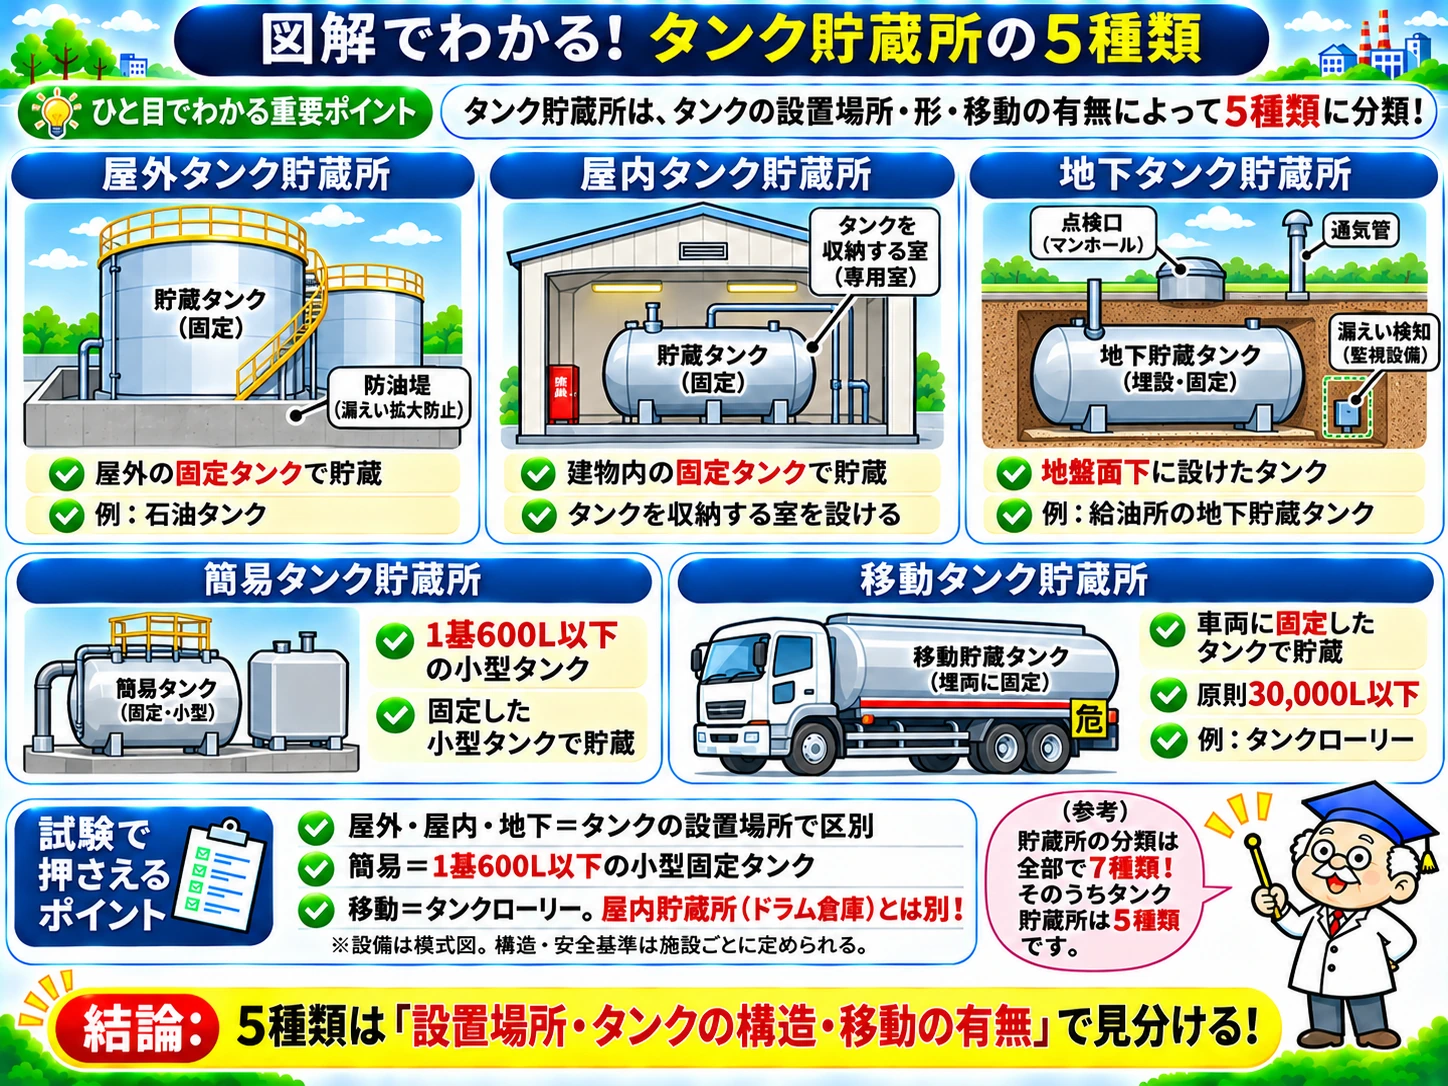 図解でわかる！タンク貯蔵所の5種類
ひと目でわかる重要ポイント
タンク貯蔵所は、タンクの設置場所・形・移動の有無によって5種類に分類！
屋外タンク貯蔵所
貯蔵タンク
（固定）
防油堤
（漏えい拡大防止）
屋外の固定タンクで貯蔵
例：石油タンク
屋内タンク貯蔵所
タンクを
収納する室
（専用室）
貯蔵タンク
（固定）
建物内の固定タンクで貯蔵
タンクを収納する室を設ける
地下タンク貯蔵所
点検口
（マンホール）
通気管
漏えい検知
（監視設備）
地下貯蔵タンク
（埋設・固定）
地盤面下に設けたタンク
例：給油所の地下貯蔵タンク
簡易タンク貯蔵所
簡易タンク
（固定・小型）
1基600L以下
の小型タンク
固定した
小型タンクで貯蔵
移動タンク貯蔵所
移動貯蔵タンク
（埋両に固定）
危
車両に固定した
タンクで貯蔵
原則30,000L以下
例：タンクローリー
試験で
押さえる
ポイント
屋外・屋内・地下＝タンクの設置場所で区別
簡易＝1基600L以下の小型固定タンク
移動＝タンクローリー。屋内貯蔵所（ドラム倉庫）とは別！
※設備は模式図。構造・安全基準は施設ごとに定められる。
（参考）
貯蔵所の分類は
全部で7種類！
そのうちタンク
貯蔵所は5種類
です。
結論：
5種類は「設置場所・タンクの構造・移動の有無」で見分ける！